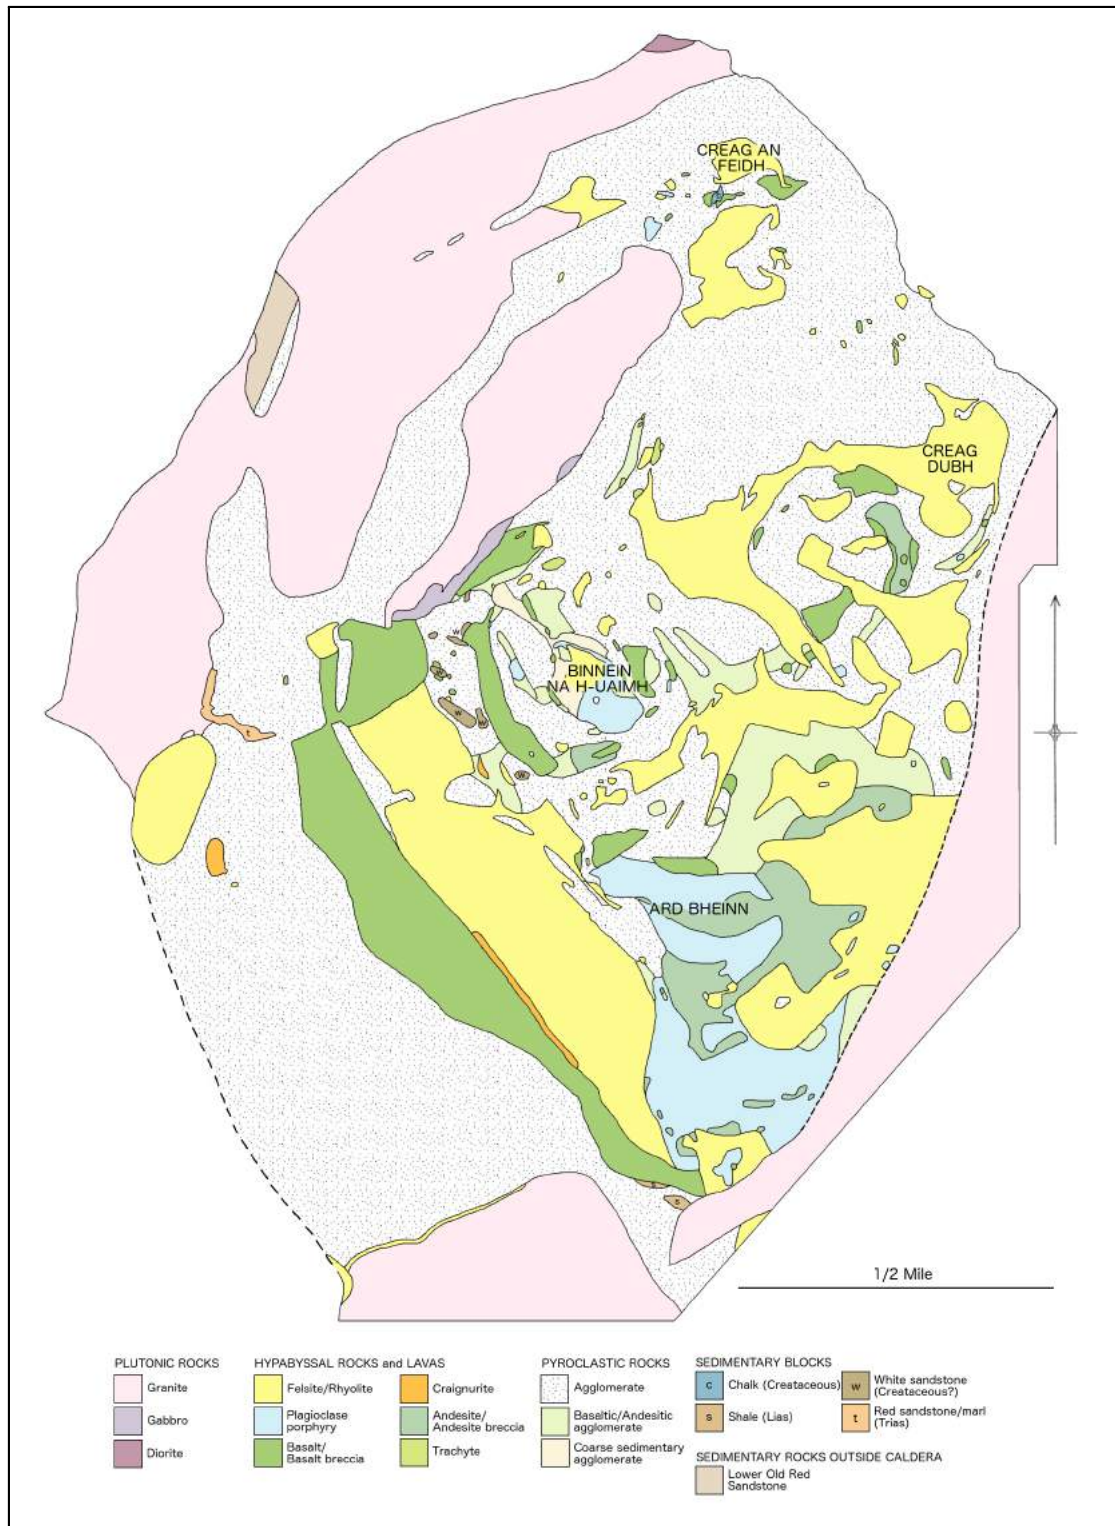 CREAG AN
FEIDH
c
CREAG
DUBH
w
BINNEIN
NA H-UAIMH
w
w
t
w
ARD BHEINN
s
s
1/2 Mile
PLUTONIC ROCKS
Granite
Gabbro
Diorite
HYPABYSSAL ROCKS and LAVAS
Felsite/Rhyolite
Plagioclase
porphyry
Basalt/
Basalt breccia
Craignurite
Andesite/
Andesite breccia
Trachyte
PYROCLASTIC ROCKS
Agglomerate
Basaltic/Andesitic
agglomerate
Coarse sedimentary
agglomerate
SEDIMENTARY BLOCKS
c Chalk (Creataceous)
s Shale (Lias)
w White sandstone
(Creataceous?)
t Red sandstone/marl
(Trias)
SEDIMENTARY ROCKS OUTSIDE CALDERA
Lower Old Red
Sandstone